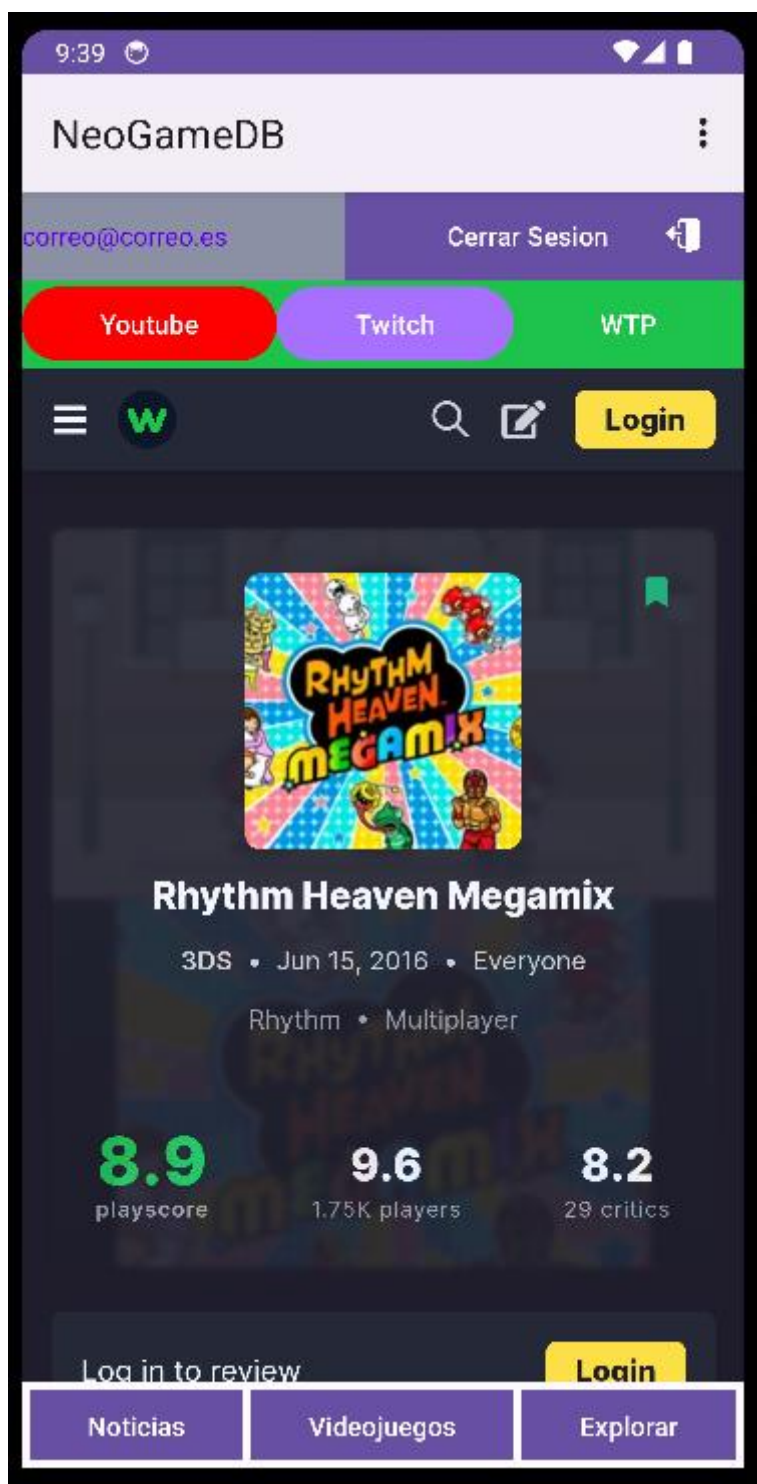 9:39
NeoGameDB
correo@correo.es
Cerrar Sesion
Youtube
Twitch
WTP
W
Login
RHYTHM
HEAVEN
MEGAMIX
Rhythm Heaven Megamix
3DS • Jun 15, 2016 • Everyone
Rhythm • Multiplayer
8.9 9.6 8.2
playscore 1.75K players 29 critics
Log in to review
Login
Noticias
Videojuegos
Explorar